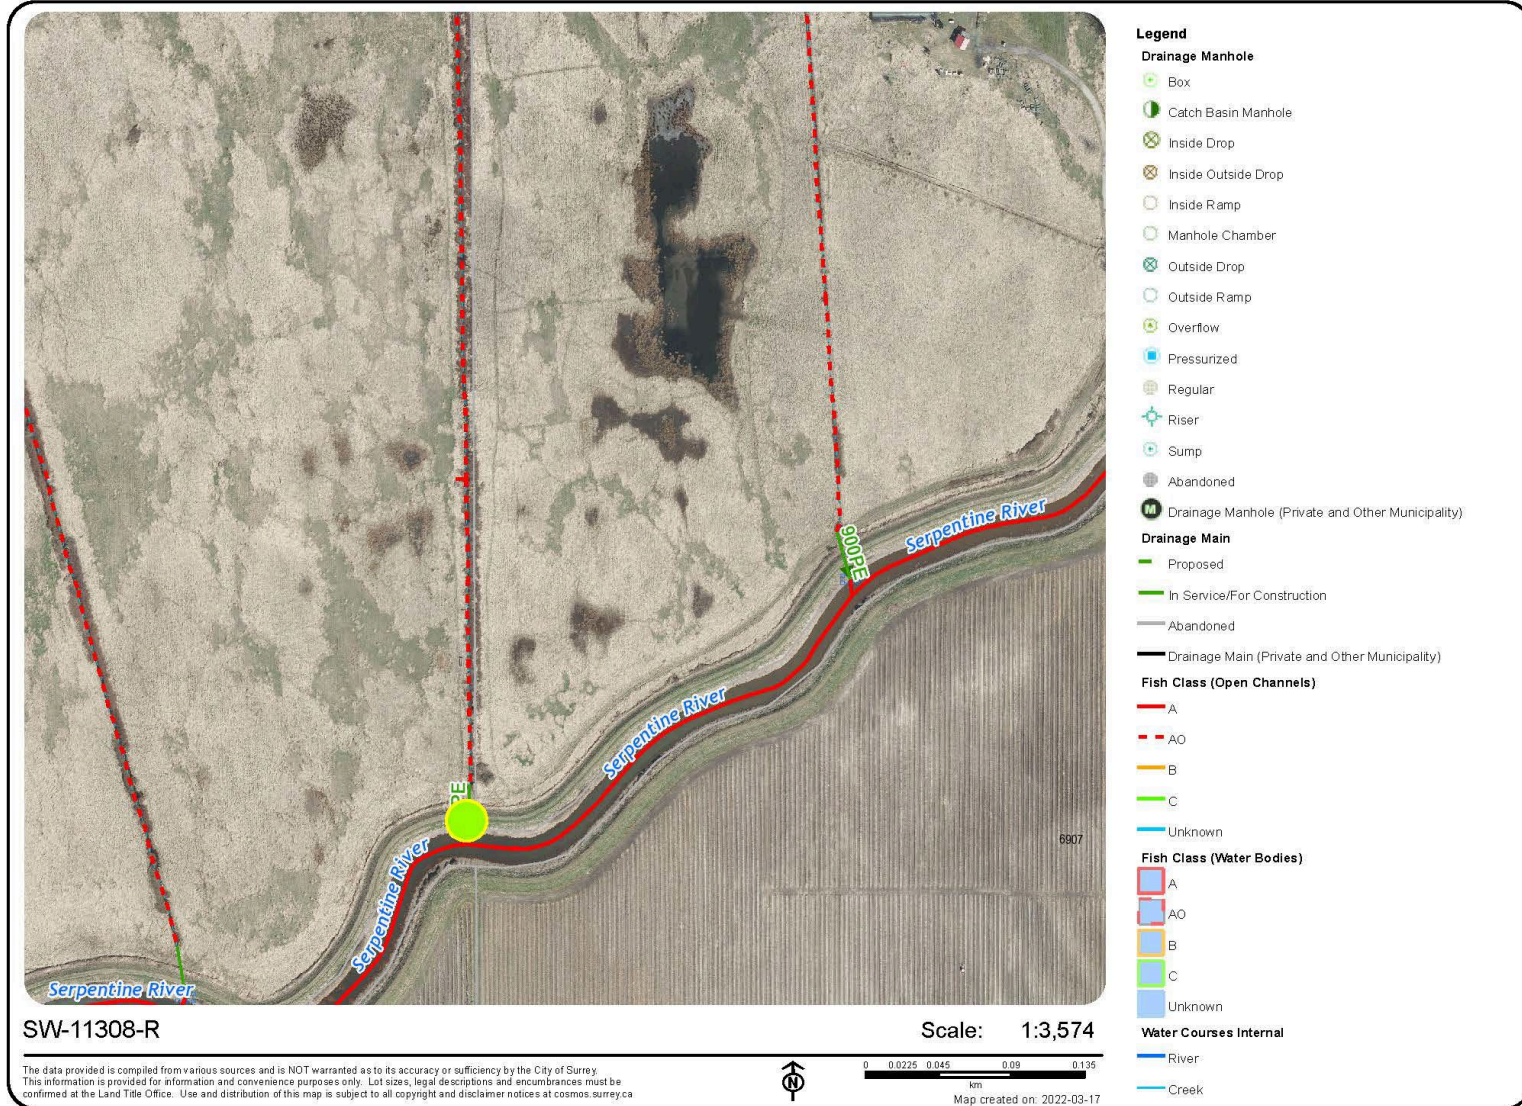 900PE
Serpentine River
Serpentine River
PE
Serpentine River
6907
Serpentine River
SW-11308-R
Scale: 1:3,574
The data provided is compiled from various sources and is NOT warranted as to its accuracy or sufficiency by the City of Surrey.
This information is provided for information and convenience purposes only. Lot sizes, legal descriptions and encumbrances must be
confirmed at the Land Title Office. Use and distribution of this map is subject to all copyright and disclaimer notices at cosmos.surrey.ca
N
0 0.0225 0.045 0.09 0.135
km
Map created on: 2022-03-17
Legend
Drainage Manhole
Box
Catch Basin Manhole
Inside Drop
Inside Outside Drop
Inside Ramp
Manhole Chamber
Outside Drop
Outside Ramp
Overflow
Pressurized
Regular
Riser
Sump
Abandoned
M Drainage Manhole (Private and Other Municipality)
Drainage Main
Proposed
In Service/For Construction
Abandoned
Drainage Main (Private and Other Municipality)
Fish Class (Open Channels)
A
AO
B
C
Unknown
Fish Class (Water Bodies)
A
AO
B
C
Unknown
Water Courses Internal
River
Creek